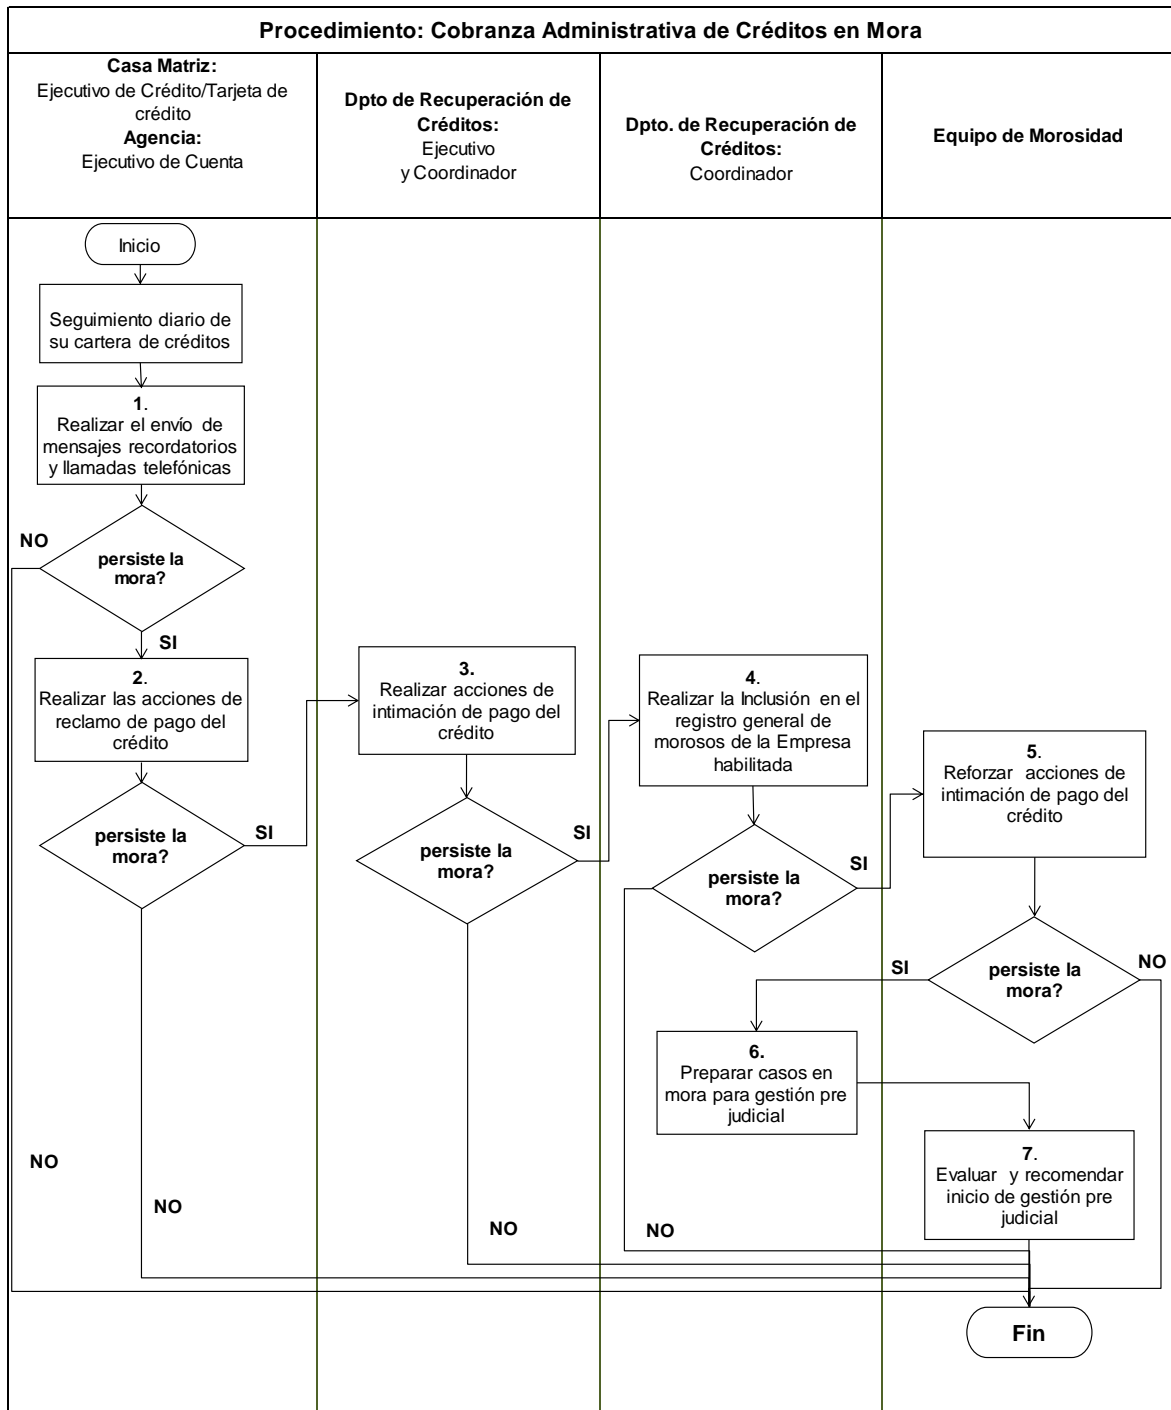 Procedimiento: Cobranza Administrativa de Créditos en Mora
Casa Matriz:
Ejecutivo de Crédito/Tarjeta de
crédito
Agencia:
Ejecutivo de Cuenta
Dpto de Recuperación de
Créditos:
Ejecutivo
y Coordinador
Dpto. de Recuperación de
Créditos:
Coordinador
Equipo de Morosidad
Inicio
Seguimiento diario de
su cartera de créditos
1.
Realizar el envío de
mensajes recordatorios
y llamadas telefónicas
NO
persiste la
mora?
SI
2.
Realizar las acciones de
reclamo de pago del
crédito
persiste la
mora?
SI
3.
Realizar acciones de
intimación de pago del
crédito
persiste la
mora?
SI
4.
Realizar la Inclusión en el
registro general de
morosos de la Empresa
habilitada
persiste la
mora?
SI
5.
Reforzar acciones de
intimación de pago del
crédito
persiste la
mora?
SI
NO
6.
Preparar casos en
mora para gestión pre
judicial
7.
Evaluar y recomendar
inicio de gestión pre
judicial
NO
NO
NO
NO
Fin